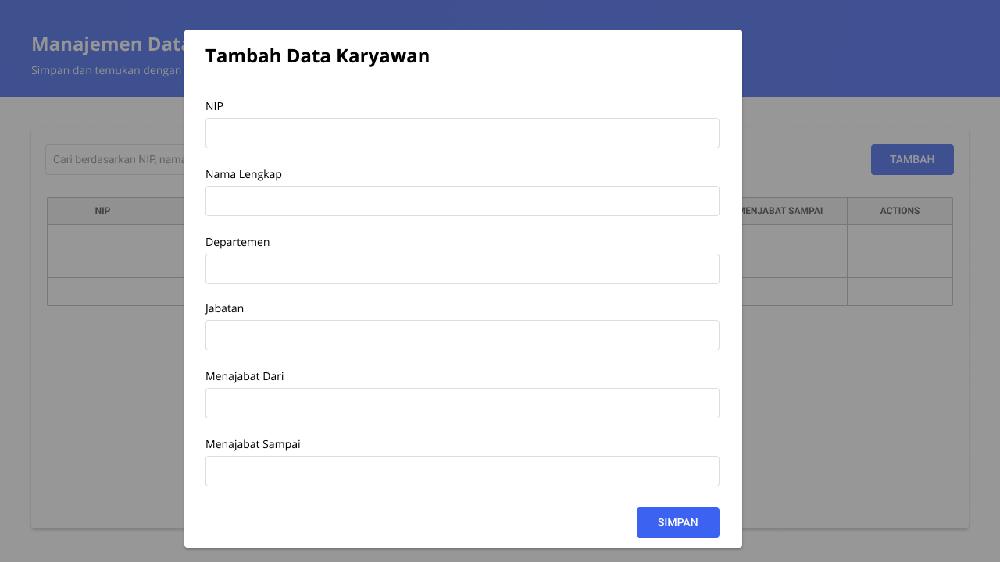 Manajemen Data
Simpan dan temukan dengan
Tambah Data Karyawan
NIP
Nama Lengkap
Departemen
Jabatan
Menajabat Dari
Menajabat Sampai
SIMPAN
Cari berdasarkan NIP, nama
TAMBAH
NIP
MENJABAT SAMPAI
ACTIONS